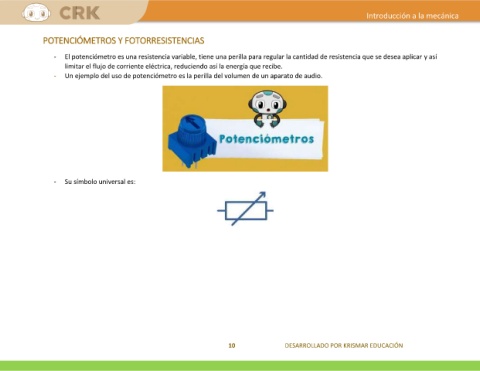 CRK
Introducción a la mecánica
POTENCIÓMETROS Y FOTORRESISTENCIAS
- El potenciómetro es una resistencia variable, tiene una perilla para regular la cantidad de resistencia que se desea aplicar y así
limitar el flujo de corriente eléctrica, reduciendo así la energía que recibe.
- Un ejemplo del uso de potenciómetro es la perilla del volumen de un aparato de audio.
Potenciómetros
- Su símbolo universal es:
10
DESARROLLADO POR KRISMAR EDUCACIÓN